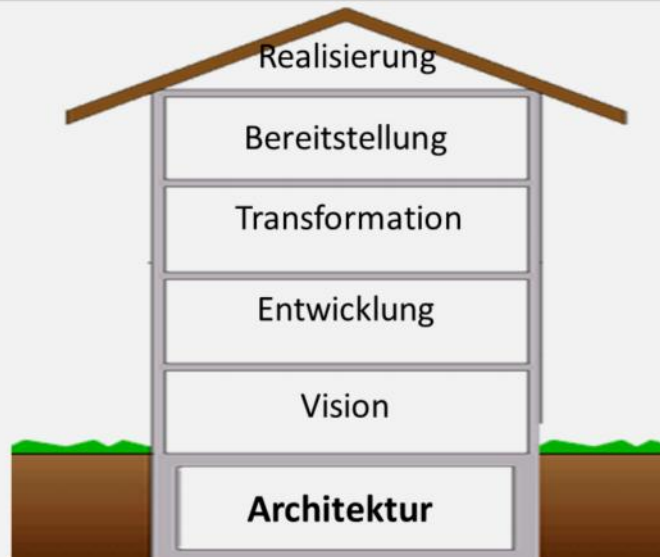 Realisierung
Bereitstellung
Transformation
Entwicklung
Vision
Architektur